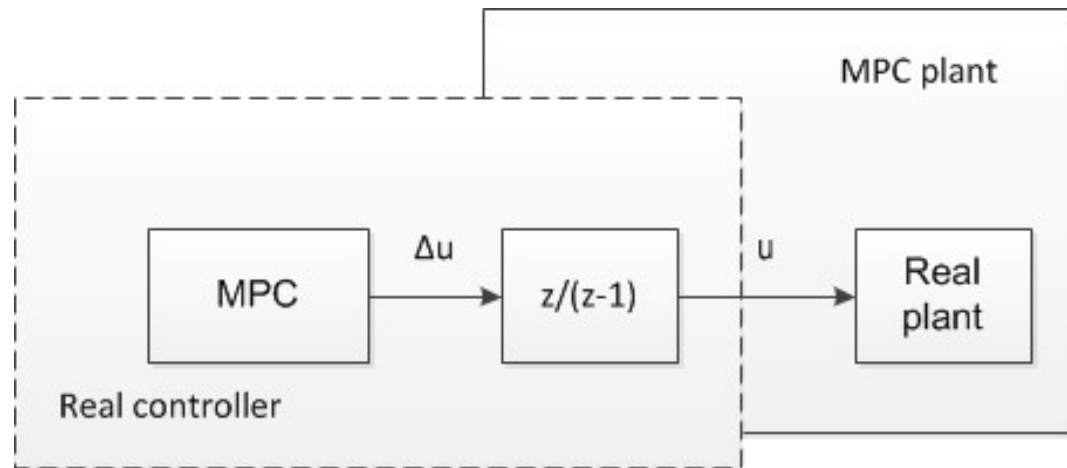 MPC plant
Δu
u
MPC
z/(z-1)
Real
plant
Real controller